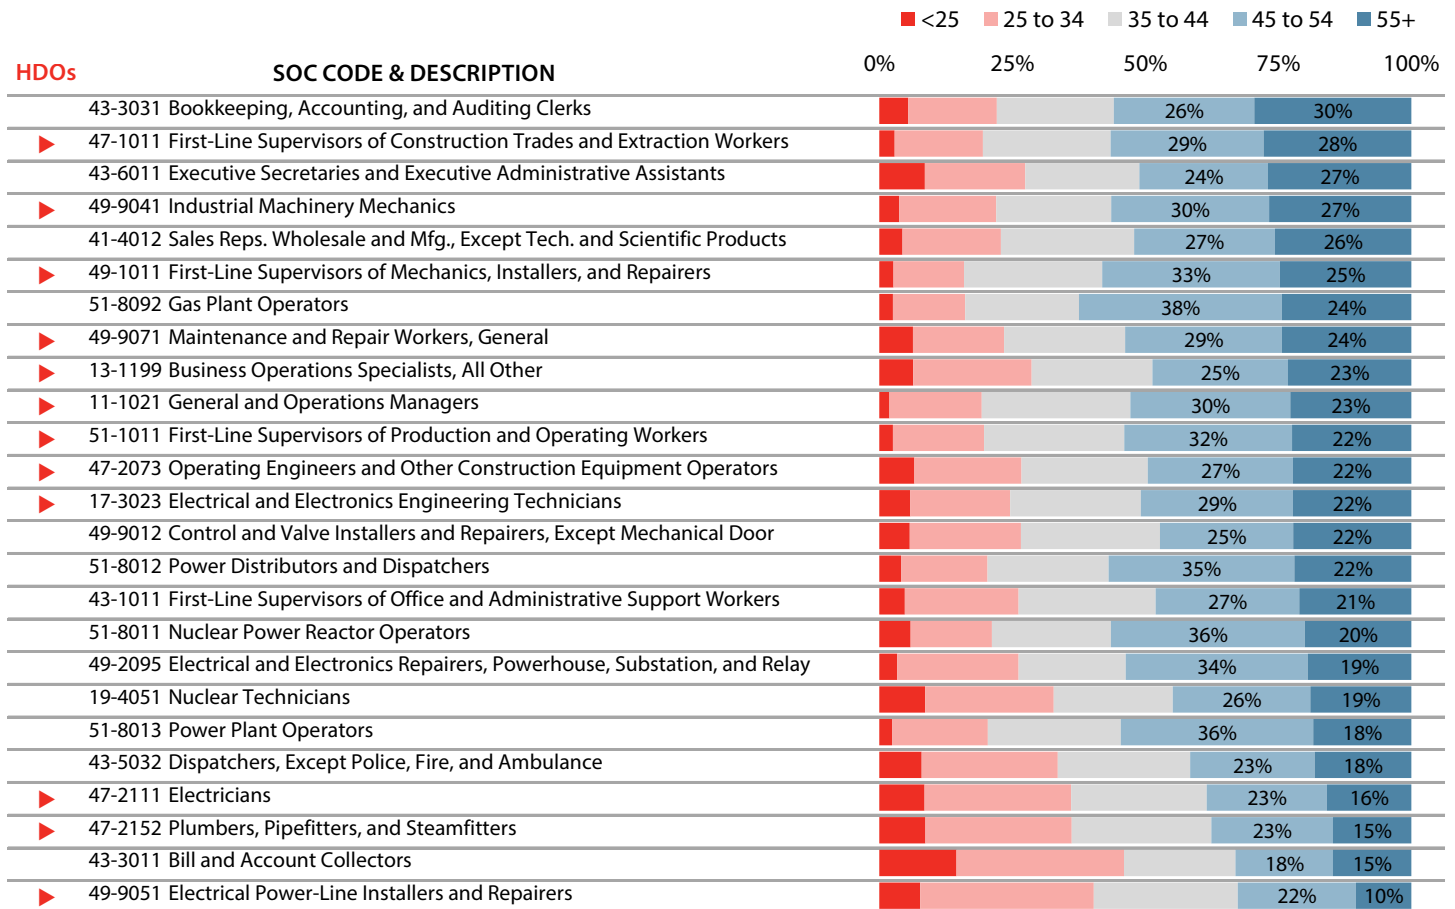 <25 25 to 34 35 to 44 45 to 54 55+
HDOs SOC CODE & DESCRIPTION 0% 25% 50% 75% 100%
43-3031 Bookkeeping, Accounting, and Auditing Clerks 26% 30%
47-1011 First-Line Supervisors of Construction Trades and Extraction Workers 29% 28%
43-6011 Executive Secretaries and Executive Administrative Assistants 24% 27%
49-9041 Industrial Machinery Mechanics 30% 27%
41-4012 Sales Reps. Wholesale and Mfg., Except Tech. and Scientific Products 27% 26%
49-1011 First-Line Supervisors of Mechanics, Installers, and Repairers 33% 25%
51-8092 Gas Plant Operators 38% 24%
49-9071 Maintenance and Repair Workers, General 29% 24%
13-1199 Business Operations Specialists, All Other 25% 23%
11-1021 General and Operations Managers 30% 23%
51-1011 First-Line Supervisors of Production and Operating Workers 32% 22%
47-2073 Operating Engineers and Other Construction Equipment Operators 27% 22%
17-3023 Electrical and Electronics Engineering Technicians 29% 22%
49-9012 Control and Valve Installers and Repairers, Except Mechanical Door 25% 22%
51-8012 Power Distributors and Dispatchers 35% 22%
43-1011 First-Line Supervisors of Office and Administrative Support Workers 27% 21%
51-8011 Nuclear Power Reactor Operators 36% 20%
49-2095 Electrical and Electronics Repairers, Powerhouse, Substation, and Relay 34% 19%
19-4051 Nuclear Technicians 26% 19%
51-8013 Power Plant Operators 36% 18%
43-5032 Dispatchers, Except Police, Fire, and Ambulance 23% 18%
47-2111 Electricians 23% 16%
47-2152 Plumbers, Pipefitters, and Steamfitters 23% 15%
43-3011 Bill and Account Collectors 18% 15%
49-9051 Electrical Power-Line Installers and Repairers 22% 10%